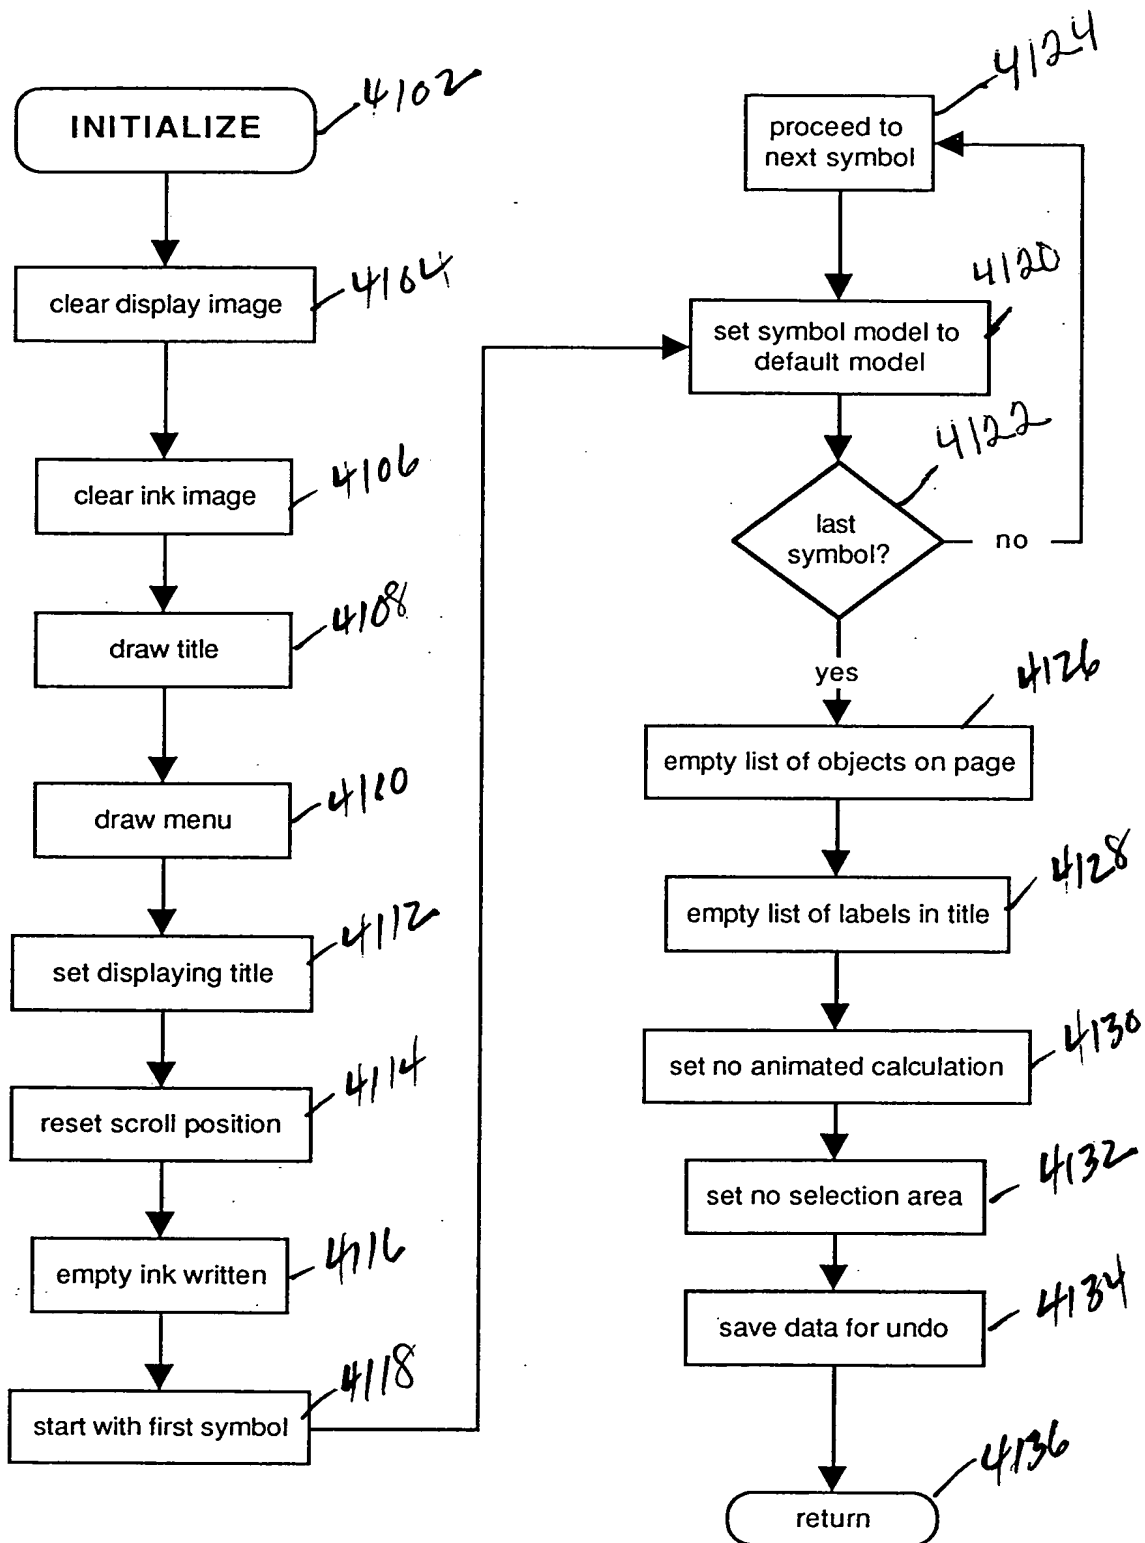 INITIALIZE
4102
clear display image
4104
clear ink image
4106
draw title
4108
draw menu
4110
set displaying title
4112
reset scroll position
4114
empty ink written
4116
start with first symbol
4118
4124
proceed to
next symbol
4120
set symbol model to
default model
4122
last
symbol?
no
yes
4126
empty list of objects on page
4128
empty list of labels in title
4130
set no animated calculation
4132
set no selection area
4134
save data for undo
4136
return